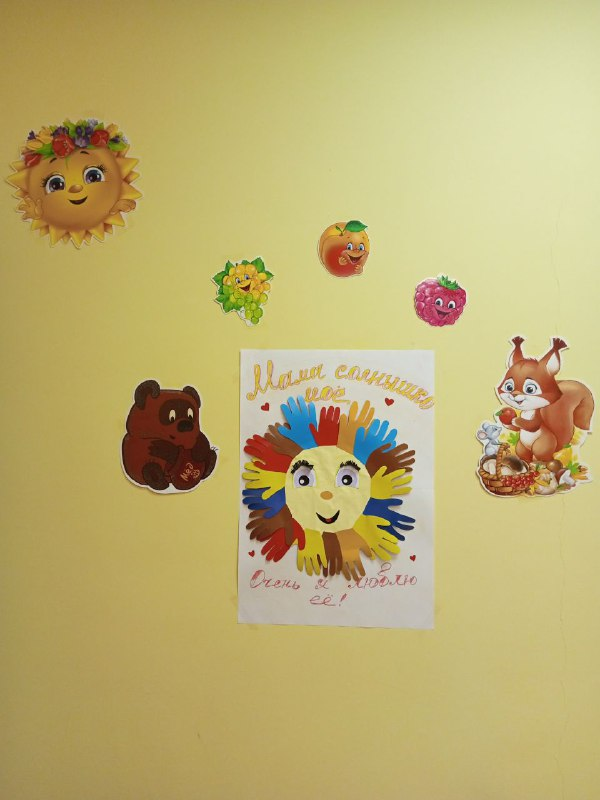 Мама солнышко
моё,
Очень я люблю
её!